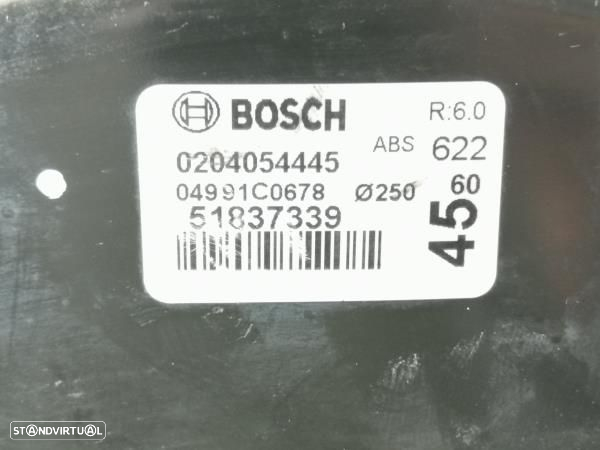 BOSCH
R:6.0
0204054445
ABS 622
04991C0678 Ø250
60
51837339
45
STANDVIRTUAL